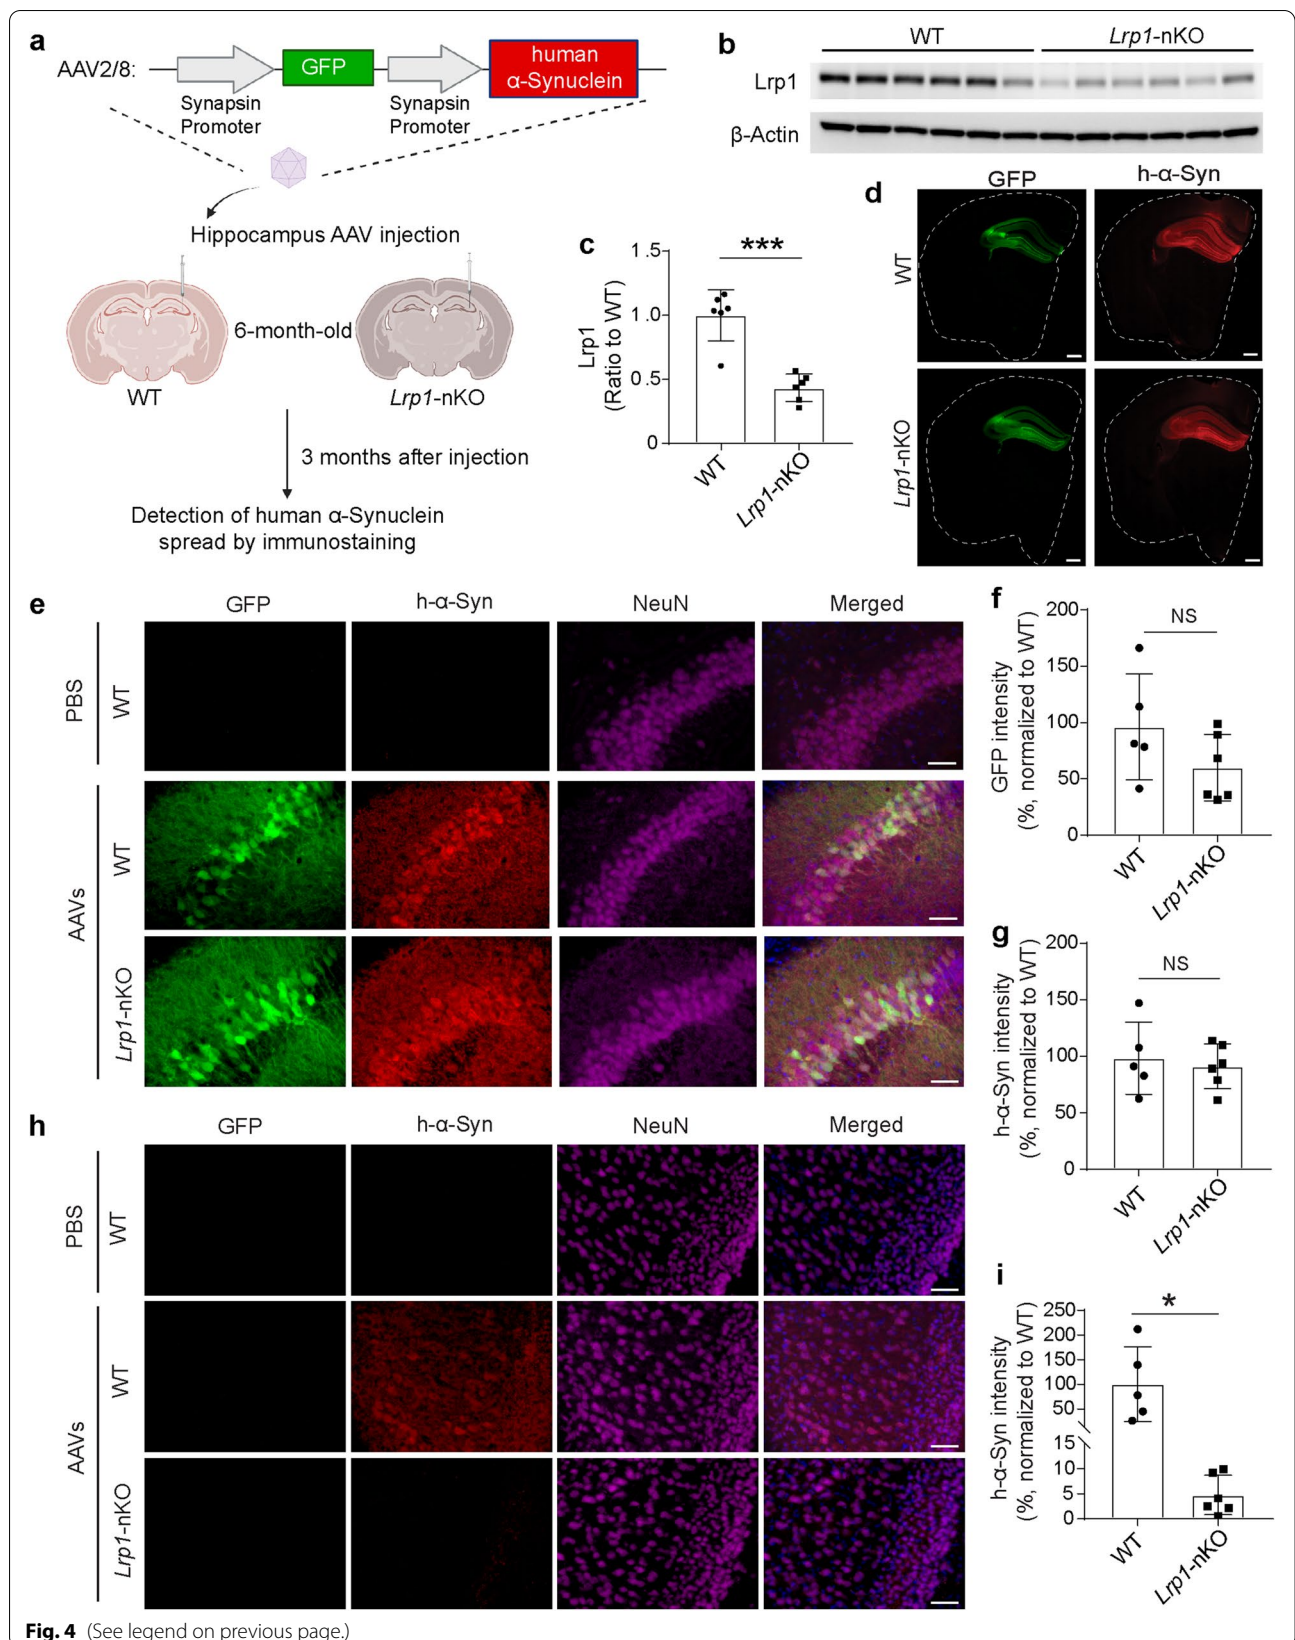 a
AAV2/8:
GFP
human
α-Synuclein
Synapsin
Promoter
Synapsin
Promoter
Hippocampus AAV injection
6-month-old
WT
Lrp1-nKO
3 months after injection
Detection of human α-Synuclein
spread by immunostaining
b
WT
Lrp1-nKO
Lrp1
β-Actin
c
***
Lrp1
(Ratio to WT)
1.5
1.0
0.5
0
WT
Lrp1-nKO
d
GFP
h-α-Syn
WT
Lrp1-nKO
e
GFP
h-α-Syn
NeuN
Merged
PBS
WT
AAVs
WT
Lrp1-nKO
f
NS
GFP intensity
(%, normalized to WT)
200
150
100
50
0
WT
Lrp1-nKO
g
NS
h-α-Syn intensity
(%, normalized to WT)
200
150
100
50
0
WT
Lrp1-nKO
h
GFP
h-α-Syn
NeuN
Merged
PBS
WT
AAVs
WT
Lrp1-nKO
i
*
h-α-Syn intensity
(%, normalized to WT)
250
200
150
100
50
15
10
5
0
WT
Lrp1-nKO
Fig. 4 (See legend on previous page.)